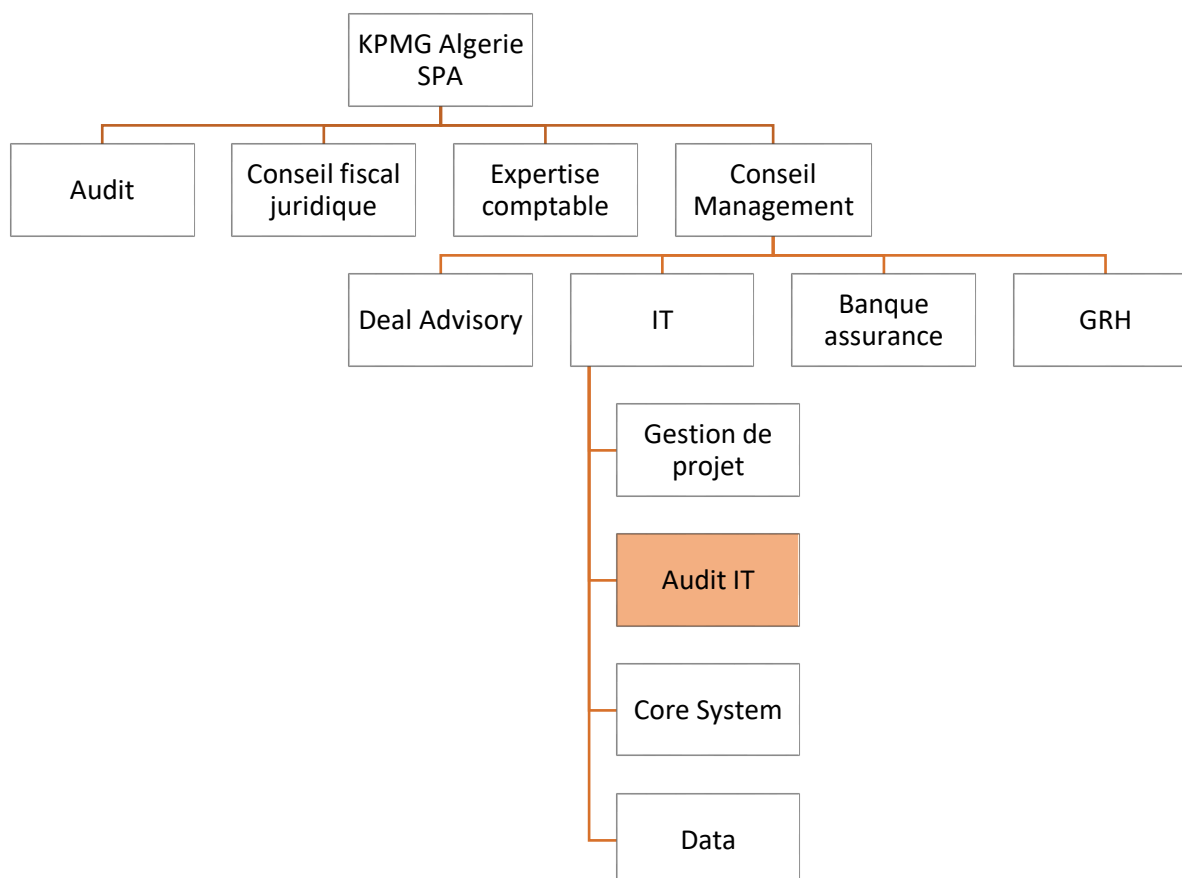 KPMG Algerie
SPA
Audit
Conseil fiscal
juridique
Expertise
comptable
Conseil
Management
Deal Advisory
IT
Banque
assurance
GRH
Gestion de
projet
Audit IT
Core System
Data